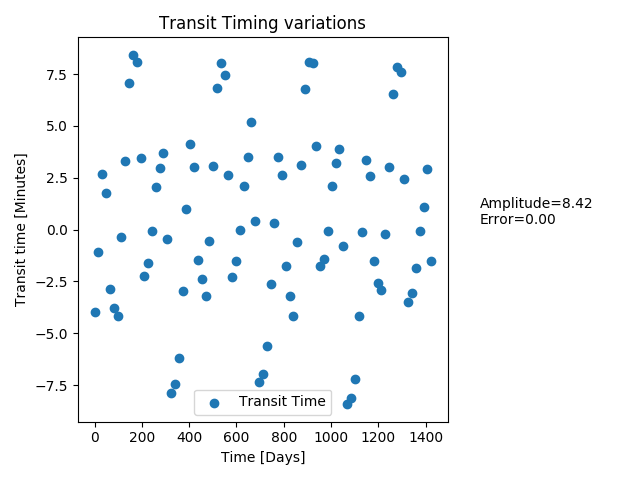 Transit Timing variations
Transit time [Minutes]
7.5
5.0
2.5
0.0
−2.5
−5.0
−7.5
Amplitude=8.42
Error=0.00
Transit Time
0 200 400 600 800 1000 1200 1400
Time [Days]